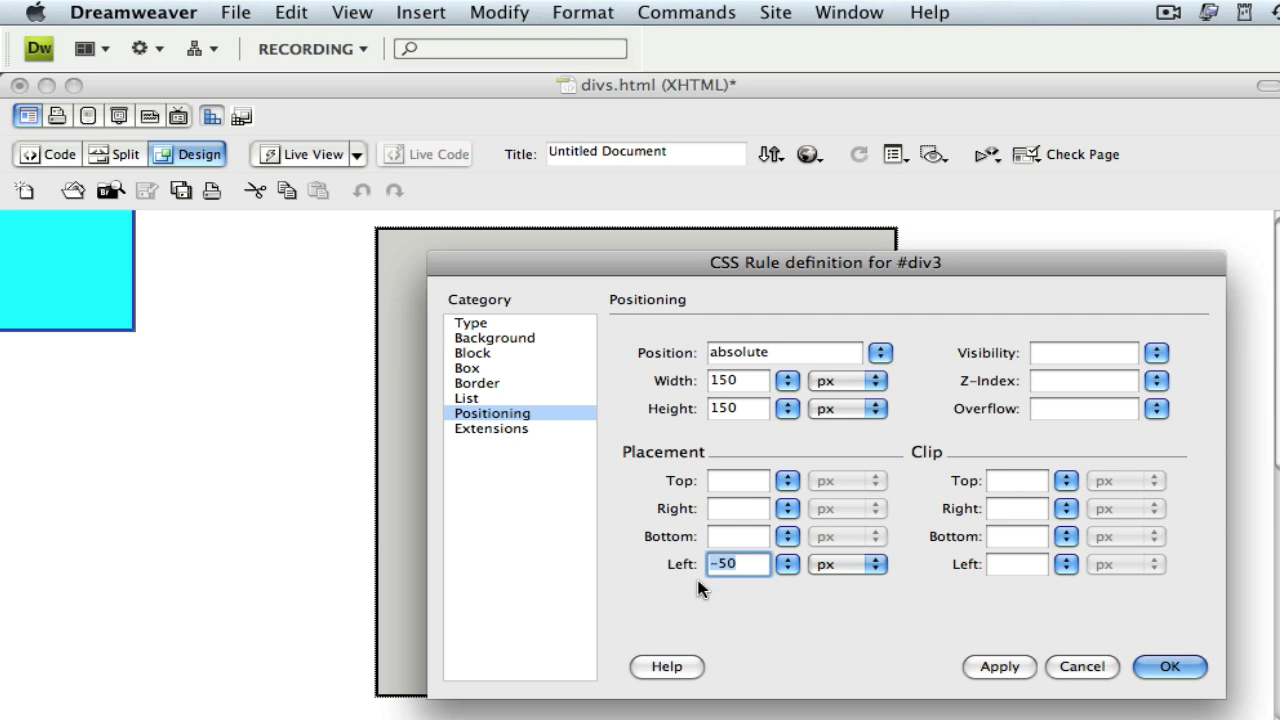 Dreamweaver File Edit View Insert Modify Format Commands Site Window Help
Dw RECORDING
divs.html (XHTML)*
Code Split Design Live View Live Code Title: Untitled Document Check Page
Br
CSS Rule definition for #div3
Category Positioning
Type
Background
Block
Box
Border
List
Positioning
Extensions
Position: absolute Visibility:
Width: 150 px Z-Index:
Height: 150 px Overflow:
Placement Clip
Top: px Top: px
Right: px Right: px
Bottom: px Bottom: px
Left: -50 px Left: px
Help Apply Cancel OK